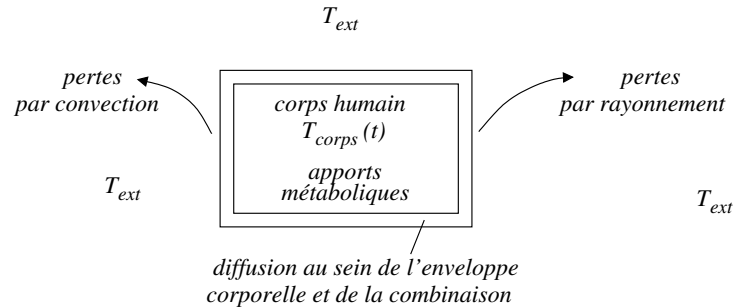 T_ext
pertes
par convection
corps humain
T_corps (t)
apports
métaboliques
pertes
par rayonnement
T_ext
T_ext
diffusion au sein de l'enveloppe
corporelle et de la combinaison